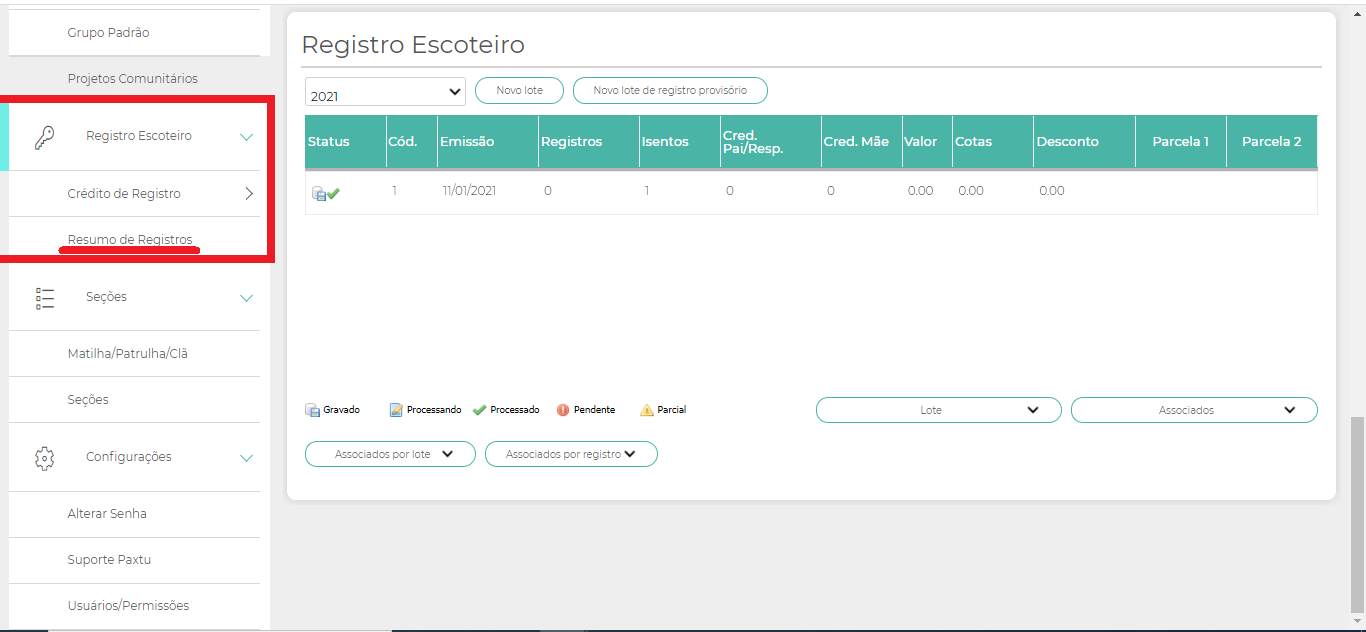 Grupo Padrão
Projetos Comunitários
Registro Escoteiro
Crédito de Registro
Resumo de Registros
Seções
Matilha/Patrulha/Clã
Seções
Configurações
Alterar Senha
Suporte Paxtu
Usuários/Permissões
Registro Escoteiro
2021 Novo lote Novo lote de registro provisório
Status Cód. Emissão Registros Isentos Cred. Pai/Resp. Cred. Mãe Valor Cotas Desconto Parcela 1 Parcela 2
1 11/01/2021 0 1 0 0 0.00 0.00 0.00
Gravado Processando Processado Pendente Parcial Lote Associados
Associados por lote Associados por registro